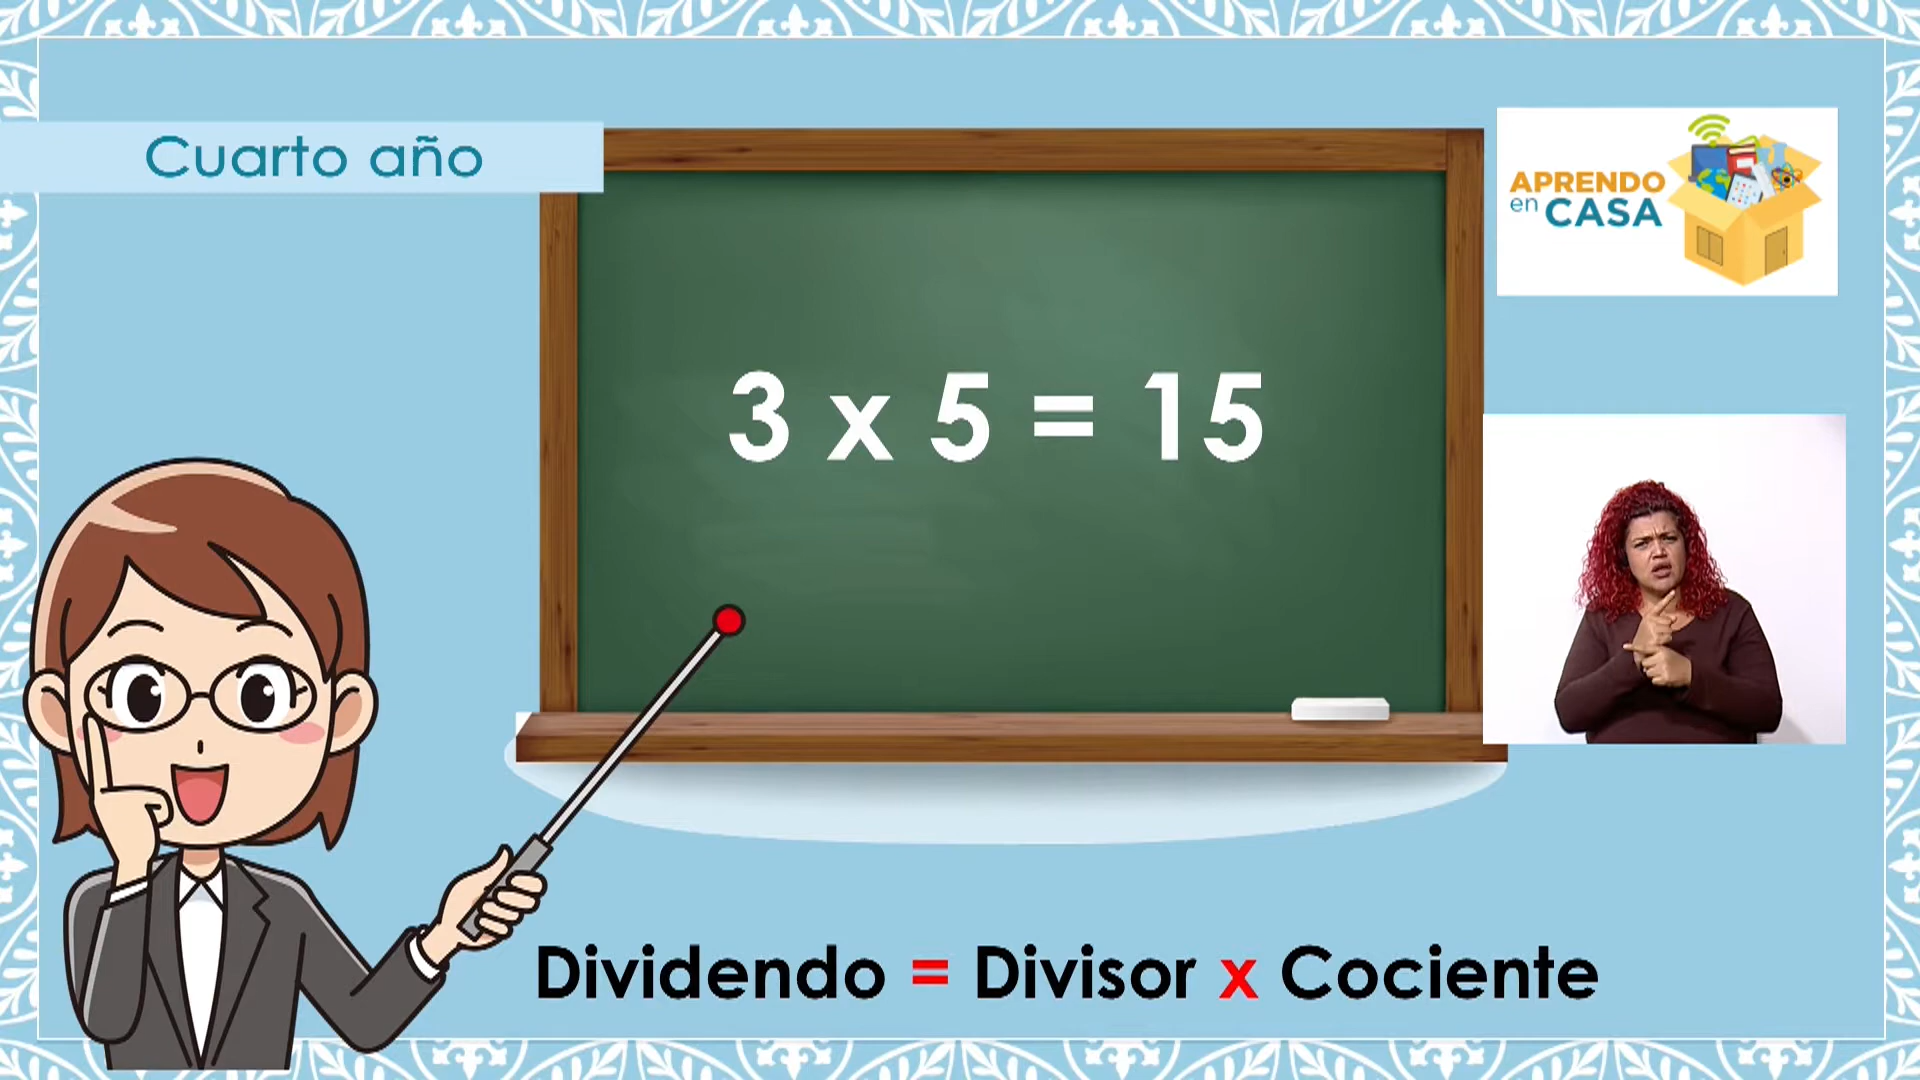 Cuarto año
APRENDO
en CASA
3 x 5 = 15
Dividendo = Divisor x Cociente